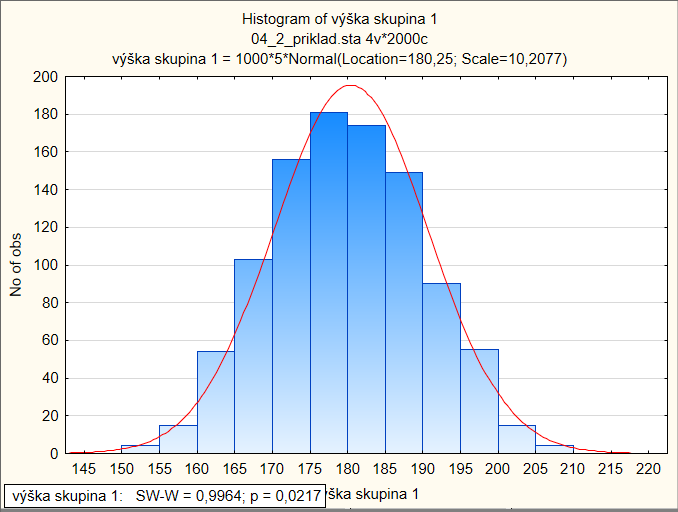 Histogram of výška skupina 1
04_2_priklad.sta 4v*2000c
výška skupina 1 = 1000*5*Normal(Location=180,25; Scale=10,2077)
200
180
160
140
120
100
80
60
40
20
0
No of obs
145 150 155 160 165 170 175 180 185 190 195 200 205 210 215 220
výška skupina 1: SW-W = 0,9964; p = 0,0217
ýška skupina 1